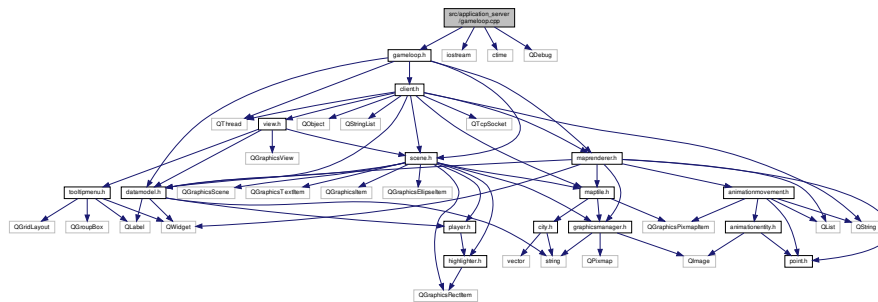 src/application_server
/gameloop.cpp
gameloop.h
iostream
ctime
QDebug
client.h
QThread
view.h
QObject
QStringList
QTcpSocket
QGraphicsView
scene.h
maprenderer.h
tooltipmenu.h
datamodel.h
QGraphicsScene
QGraphicsTextItem
QGraphicsItem
QGraphicsEllipseItem
maptile.h
animationmovement.h
QGridLayout
QGroupBox
QLabel
QWidget
player.h
city.h
graphicsmanager.h
QGraphicsPixmapItem
animationentity.h
QList
QString
highlighter.h
vector
string
QPixmap
QImage
point.h
QGraphicsRectItem